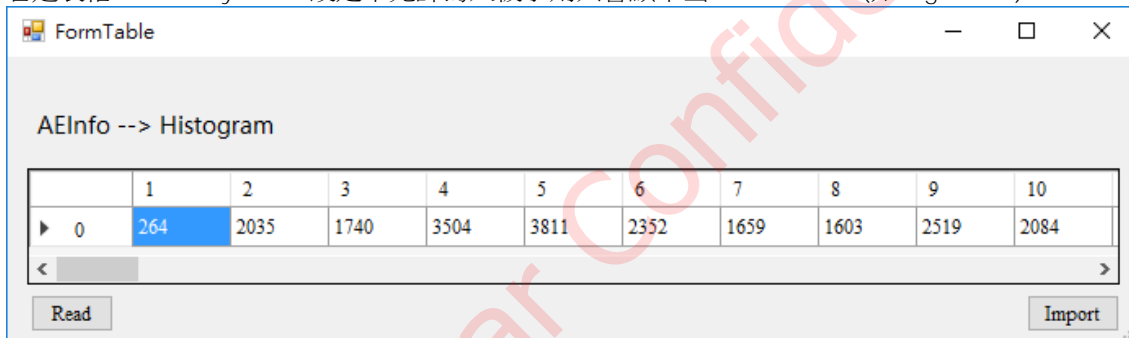 FormTable
AEInfo --> Histogram
1 2 3 4 5 6 7 8 9 10
0 264 2035 1740 3504 3811 2352 1659 1603 2519 2084
Read Import